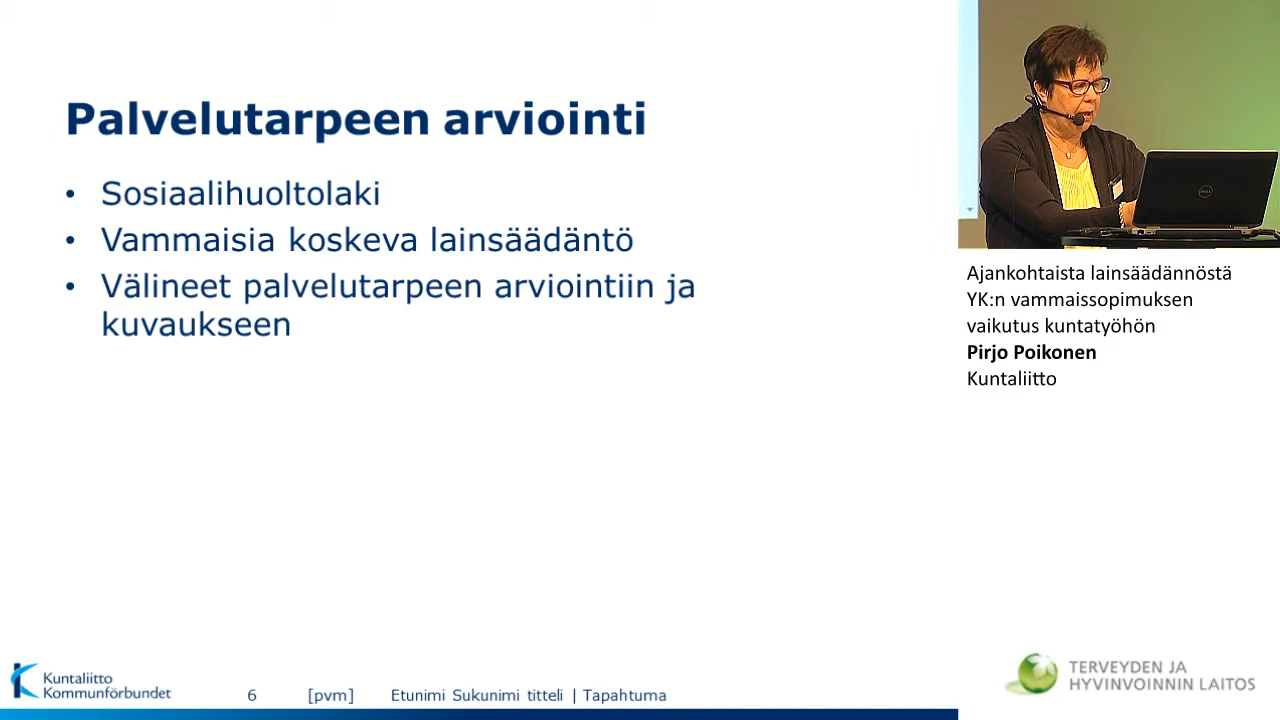 Palvelutarpeen arviointi
• Sosiaalihuoltolaki
• Vammaisia koskeva lainsäädäntö
• Välineet palvelutarpeen arviointiin ja
kuvaukseen
Ajankohtaista lainsäädännöstä
YK:n vammaissopimuksen
vaikutus kuntatyöhön
Pirjo Poikonen
Kuntaliitto
Kuntaliitto
Kommunförbundet
6 [pvm] Etunimi Sukunimi titteli | Tapahtuma
TERVEYDEN JA
HYVINVOINNIN LAITOS
DELL